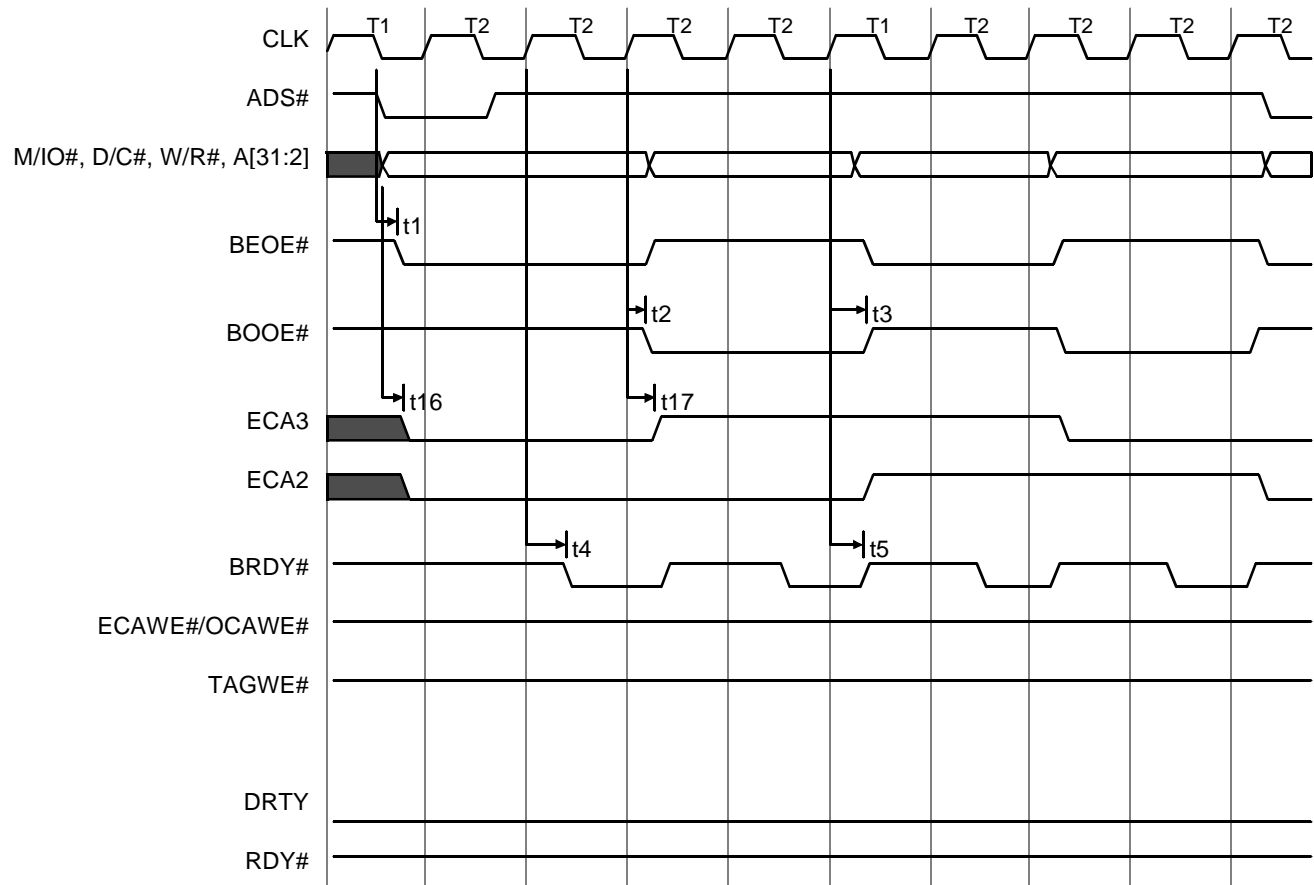 T1 T2 T2 T2 T2 T1 T2 T2 T2 T2
CLK
ADS#
M/IO#, D/C#, W/R#, A[31:2]
t1
BEOE#
t2 t3
BOOE#
t16 t17
ECA3
ECA2
t4 t5
BRDY#
ECAWE#/OCAWE#
TAGWE#
DRTY
RDY#